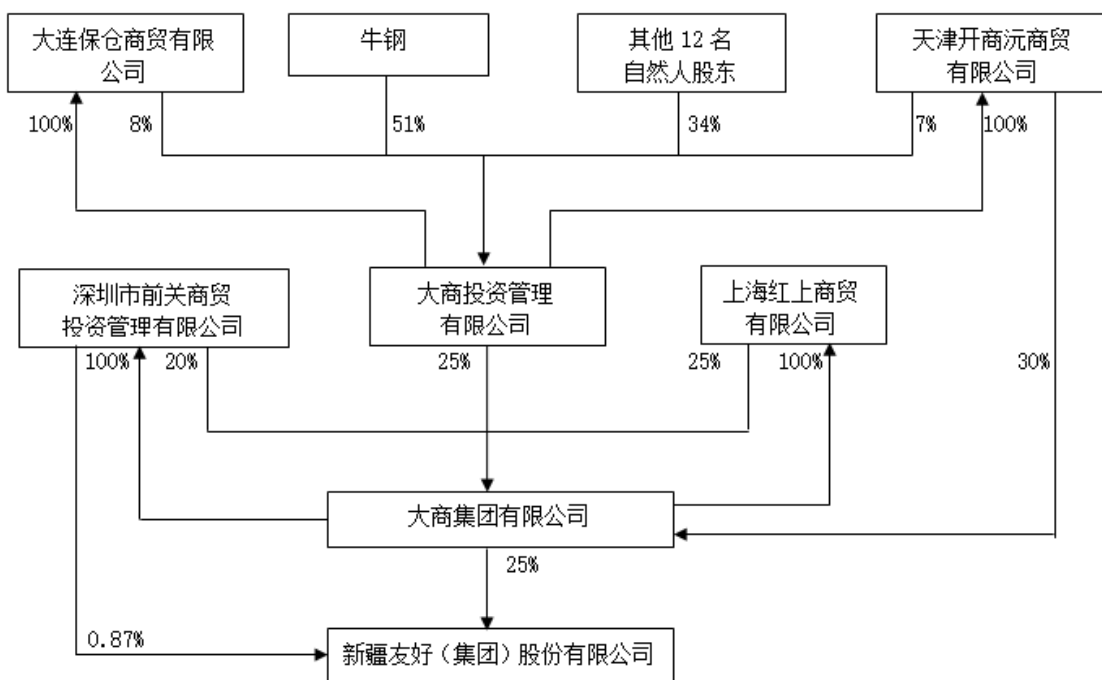 大连保仓商贸有限
公司
牛钢
其他 12 名
自然人股东
天津开商沅商贸
有限公司
100%
8%
51%
34%
7%
100%
深圳市前关商贸
投资管理有限公司
大商投资管理
有限公司
上海红上商贸
有限公司
100%
20%
25%
25%
100%
30%
大商集团有限公司
25%
0.87%
新疆友好（集团）股份有限公司